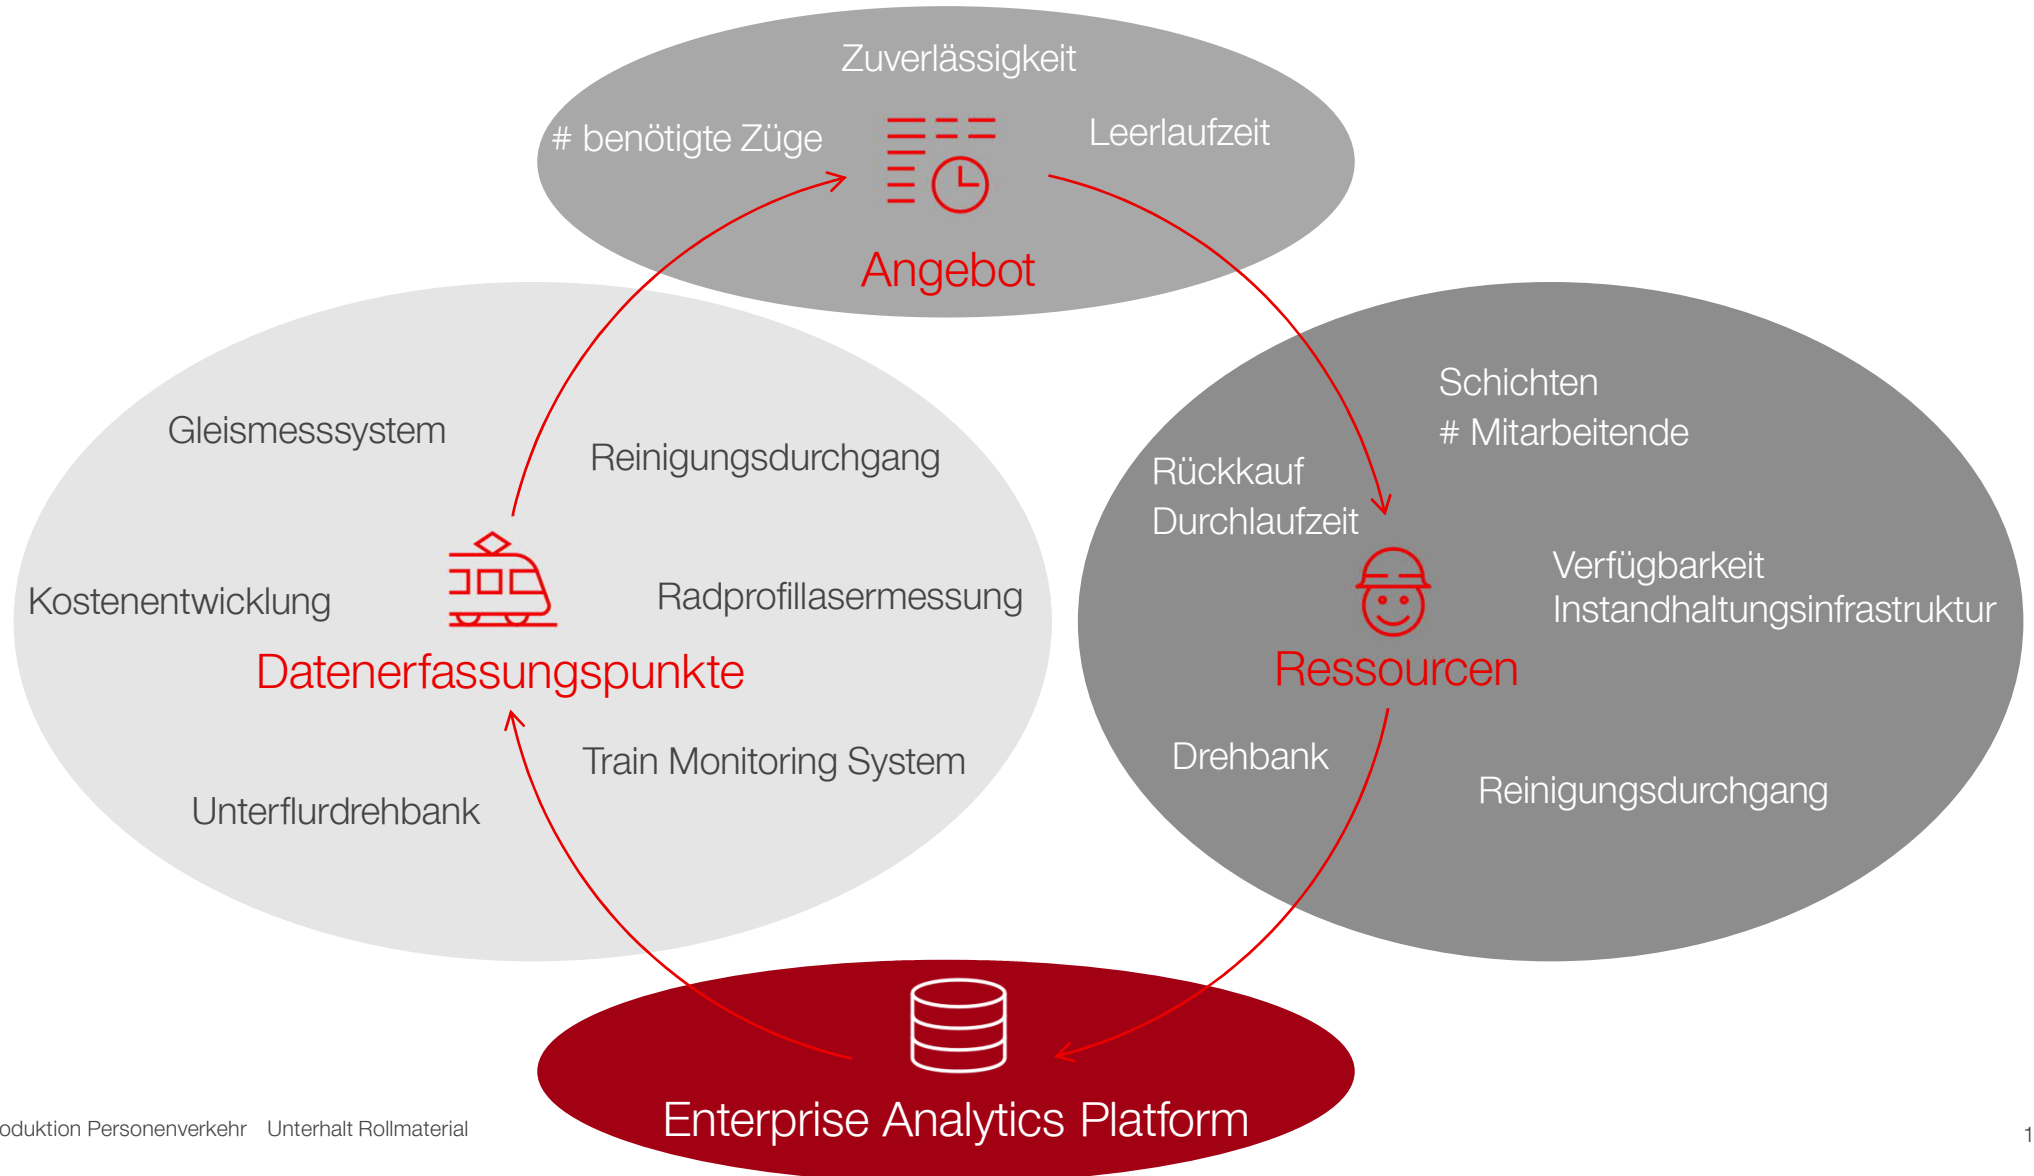 Zuverlässigkeit
# benötigte Züge
Leerlaufzeit
Angebot
Gleismesssystem
Reinigungsdurchgang
Kostenentwicklung
Radprofillasermessung
Datenerfassungspunkte
Train Monitoring System
Unterflurdrehbank
Schichten
# Mitarbeitende
Rückkauf
Durchlaufzeit
Verfügbarkeit
Instandhaltungsinfrastruktur
Ressourcen
Drehbank
Reinigungsdurchgang
Enterprise Analytics Platform
oduktion Personenverkehr Unterhalt Rollmaterial
1